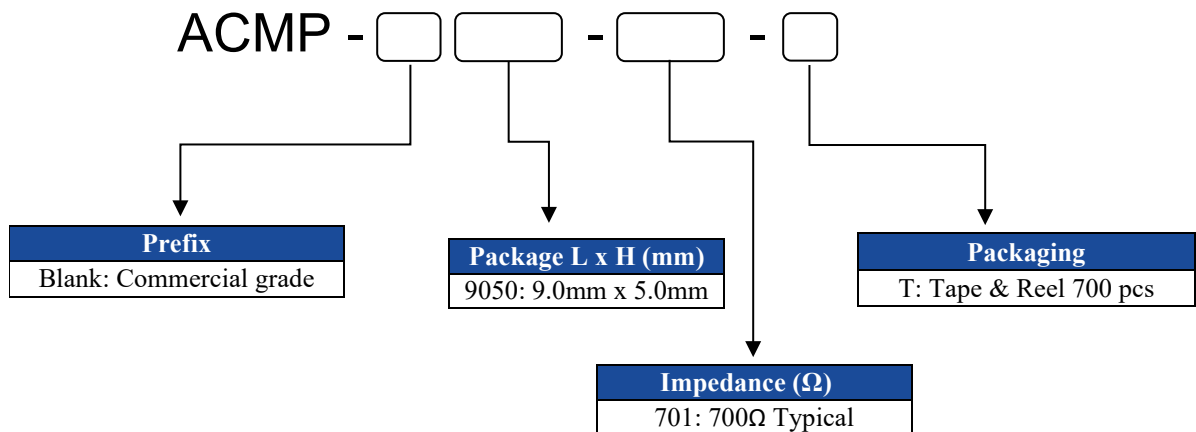 ACMP - -  -
Prefix
Blank: Commercial grade
Package L x H (mm)
9050: 9.0mm x 5.0mm
Packaging
T: Tape & Reel 700 pcs
Impedance (Ω)
701: 700Ω Typical